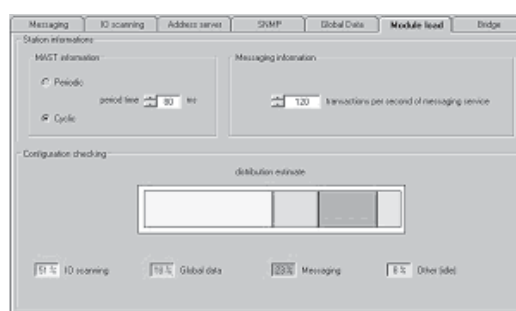 Messaging IO scanning Address server SNMP Global Data Module load Bridge
Station informations
MAST information Messaging information
Periodic
period time 80 ms 120 transactions per second of messaging service
Cyclic
Configuration checking
distribution estimate
51 % IO scanning 18 % Global data 23 % Messaging 8 % Other (idle)